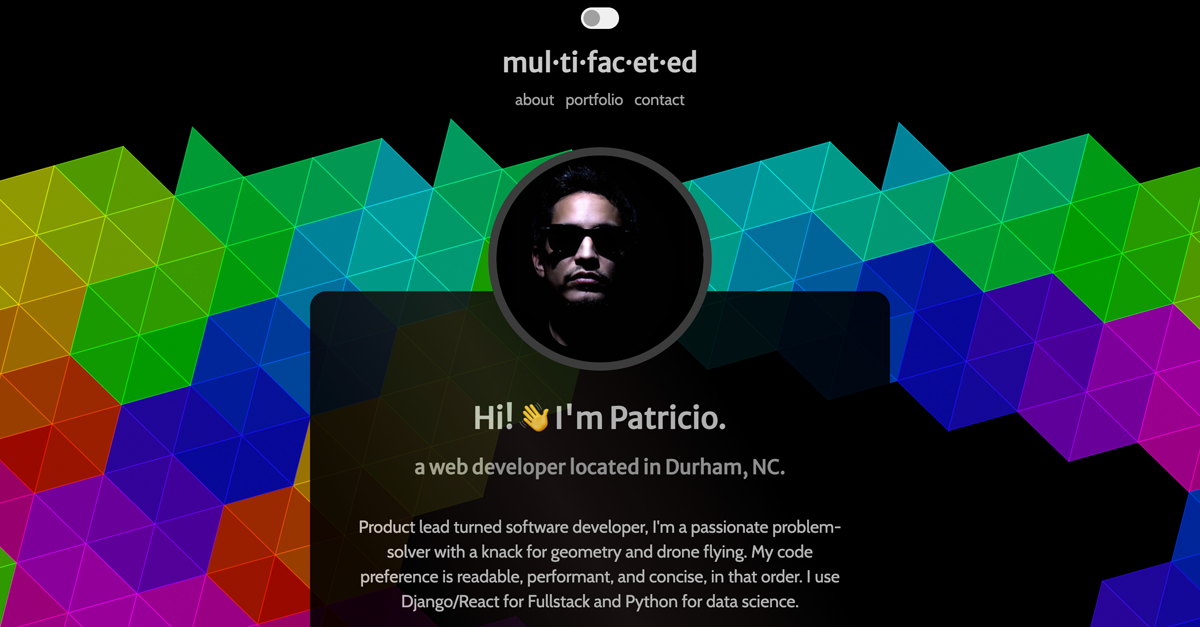 mul·ti·fac·et·ed
about portfolio contact
Hi! 👋 I'm Patricio.
a web developer located in Durham, NC.
Product lead turned software developer, I'm a passionate problem-
solver with a knack for geometry and drone flying. My code
preference is readable, performant, and concise, in that order. I use
Django/React for Fullstack and Python for data science.